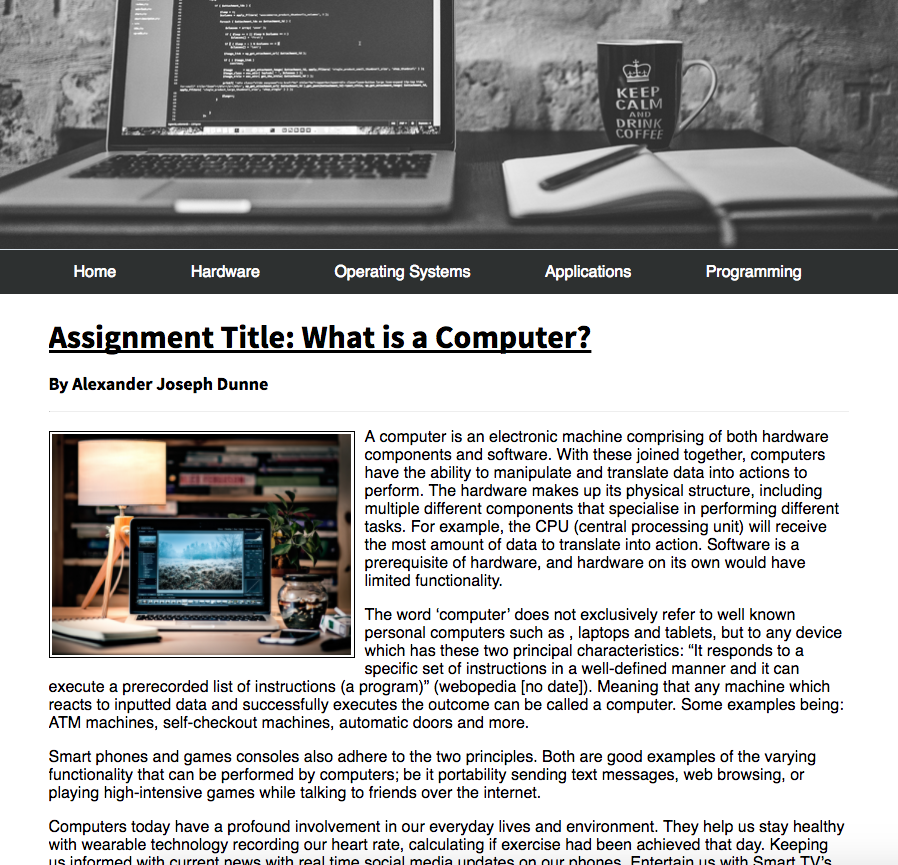 KEEP
CALM
AND
DRINK
COFFEE
Home Hardware Operating Systems Applications Programming
Assignment Title: What is a Computer?
By Alexander Joseph Dunne
A computer is an electronic machine comprising of both hardware
components and software. With these joined together, computers
have the ability to manipulate and translate data into actions to
perform. The hardware makes up its physical structure, including
multiple different components that specialise in performing different
tasks. For example, the CPU (central processing unit) will receive
the most amount of data to translate into action. Software is a
prerequisite of hardware, and hardware on its own would have
limited functionality.
The word ‘computer’ does not exclusively refer to well known
personal computers such as , laptops and tablets, but to any device
which has these two principal characteristics: “It responds to a
specific set of instructions in a well-defined manner and it can
execute a prerecorded list of instructions (a program)” (webopedia [no date]). Meaning that any machine which
reacts to inputted data and successfully executes the outcome can be called a computer. Some examples being:
ATM machines, self-checkout machines, automatic doors and more.
Smart phones and games consoles also adhere to the two principles. Both are good examples of the varying
functionality that can be performed by computers; be it portability sending text messages, web browsing, or
playing high-intensive games while talking to friends over the internet.
Computers today have a profound involvement in our everyday lives and environment. They help us stay healthy
with wearable technology recording our heart rate, calculating if exercise had been achieved that day. Keeping
us informed with current news with real time social media updates on our phones. Entertain us with Smart TV’s